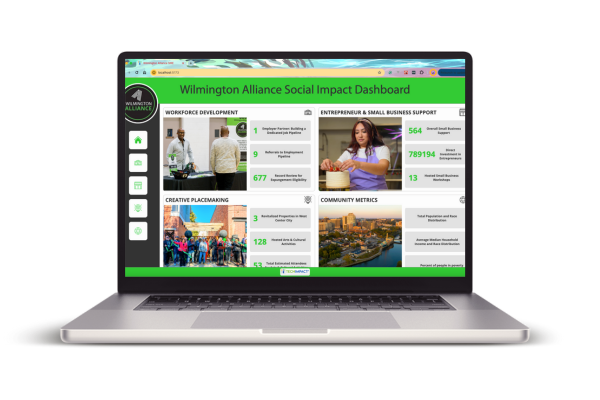 Wilmington Alliance Social Impact Dashboard
WILMINGTON
ALLIANCE
WORKFORCE DEVELOPMENT
1
Employer Partner Building a
Dedicated Job Pipeline
9
Referrals to Employment
Pipeline
677
Record Review for
Expungement Eligibility
ENTREPRENEUR & SMALL BUSINESS SUPPORT
564
Overall Small Business
Support
789194
Direct
Investment in
Entrepreneurs
13
Hosted Small Business
Workshops
CREATIVE PLACEMAKING
3
Revitalized Properties in West
Center City
128
Hosted Arts & Cultural
Activities
53
Total Estimated Attendees
COMMUNITY METRICS
Total Population and Race
Distribution
Average Median Household
Income and Race Distribution
Percent of people in poverty
TECH IMPACT